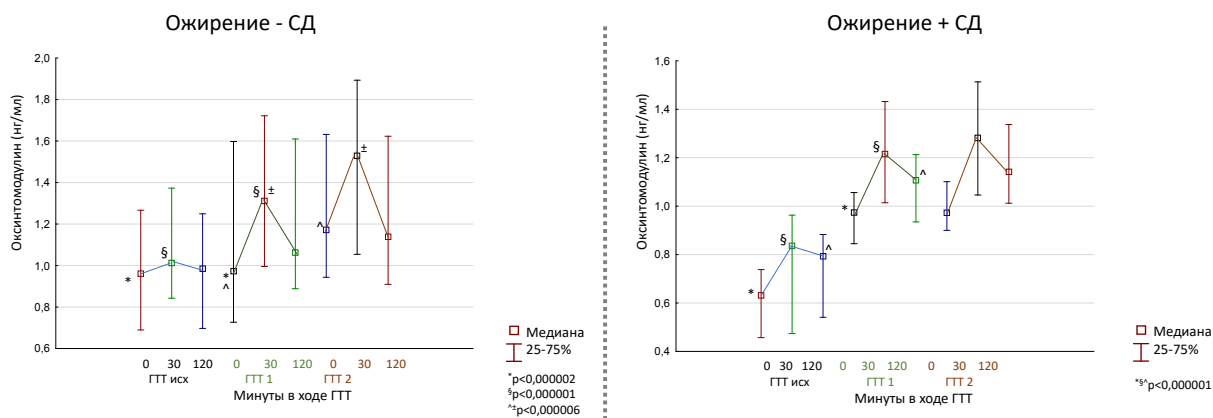 Ожирение - СД
Оксинтомодулин (нг/мл)
2,0
1,8
1,6
1,4
1,2
1,0
0,8
0,6
*
§
*
^
§ ±
^
±
0 30 120 0 30 120 0 30 120
ГТТ исх ГТТ 1 ГТТ 2
Минуты в ходе ГТТ
Медиана
25-75%
*p<0,000002
§p<0,000001
^±p<0,000006
Ожирение + СД
Оксинтомодулин (нг/мл)
1,6
1,4
1,2
1,0
0,8
0,6
0,4
*
§
^
*
§
^
0 30 120 0 30 120 0 30 120
ГТТ исх ГТТ 1 ГТТ 2
Минуты в ходе ГТТ
Медиана
25-75%
*§^p<0,000001